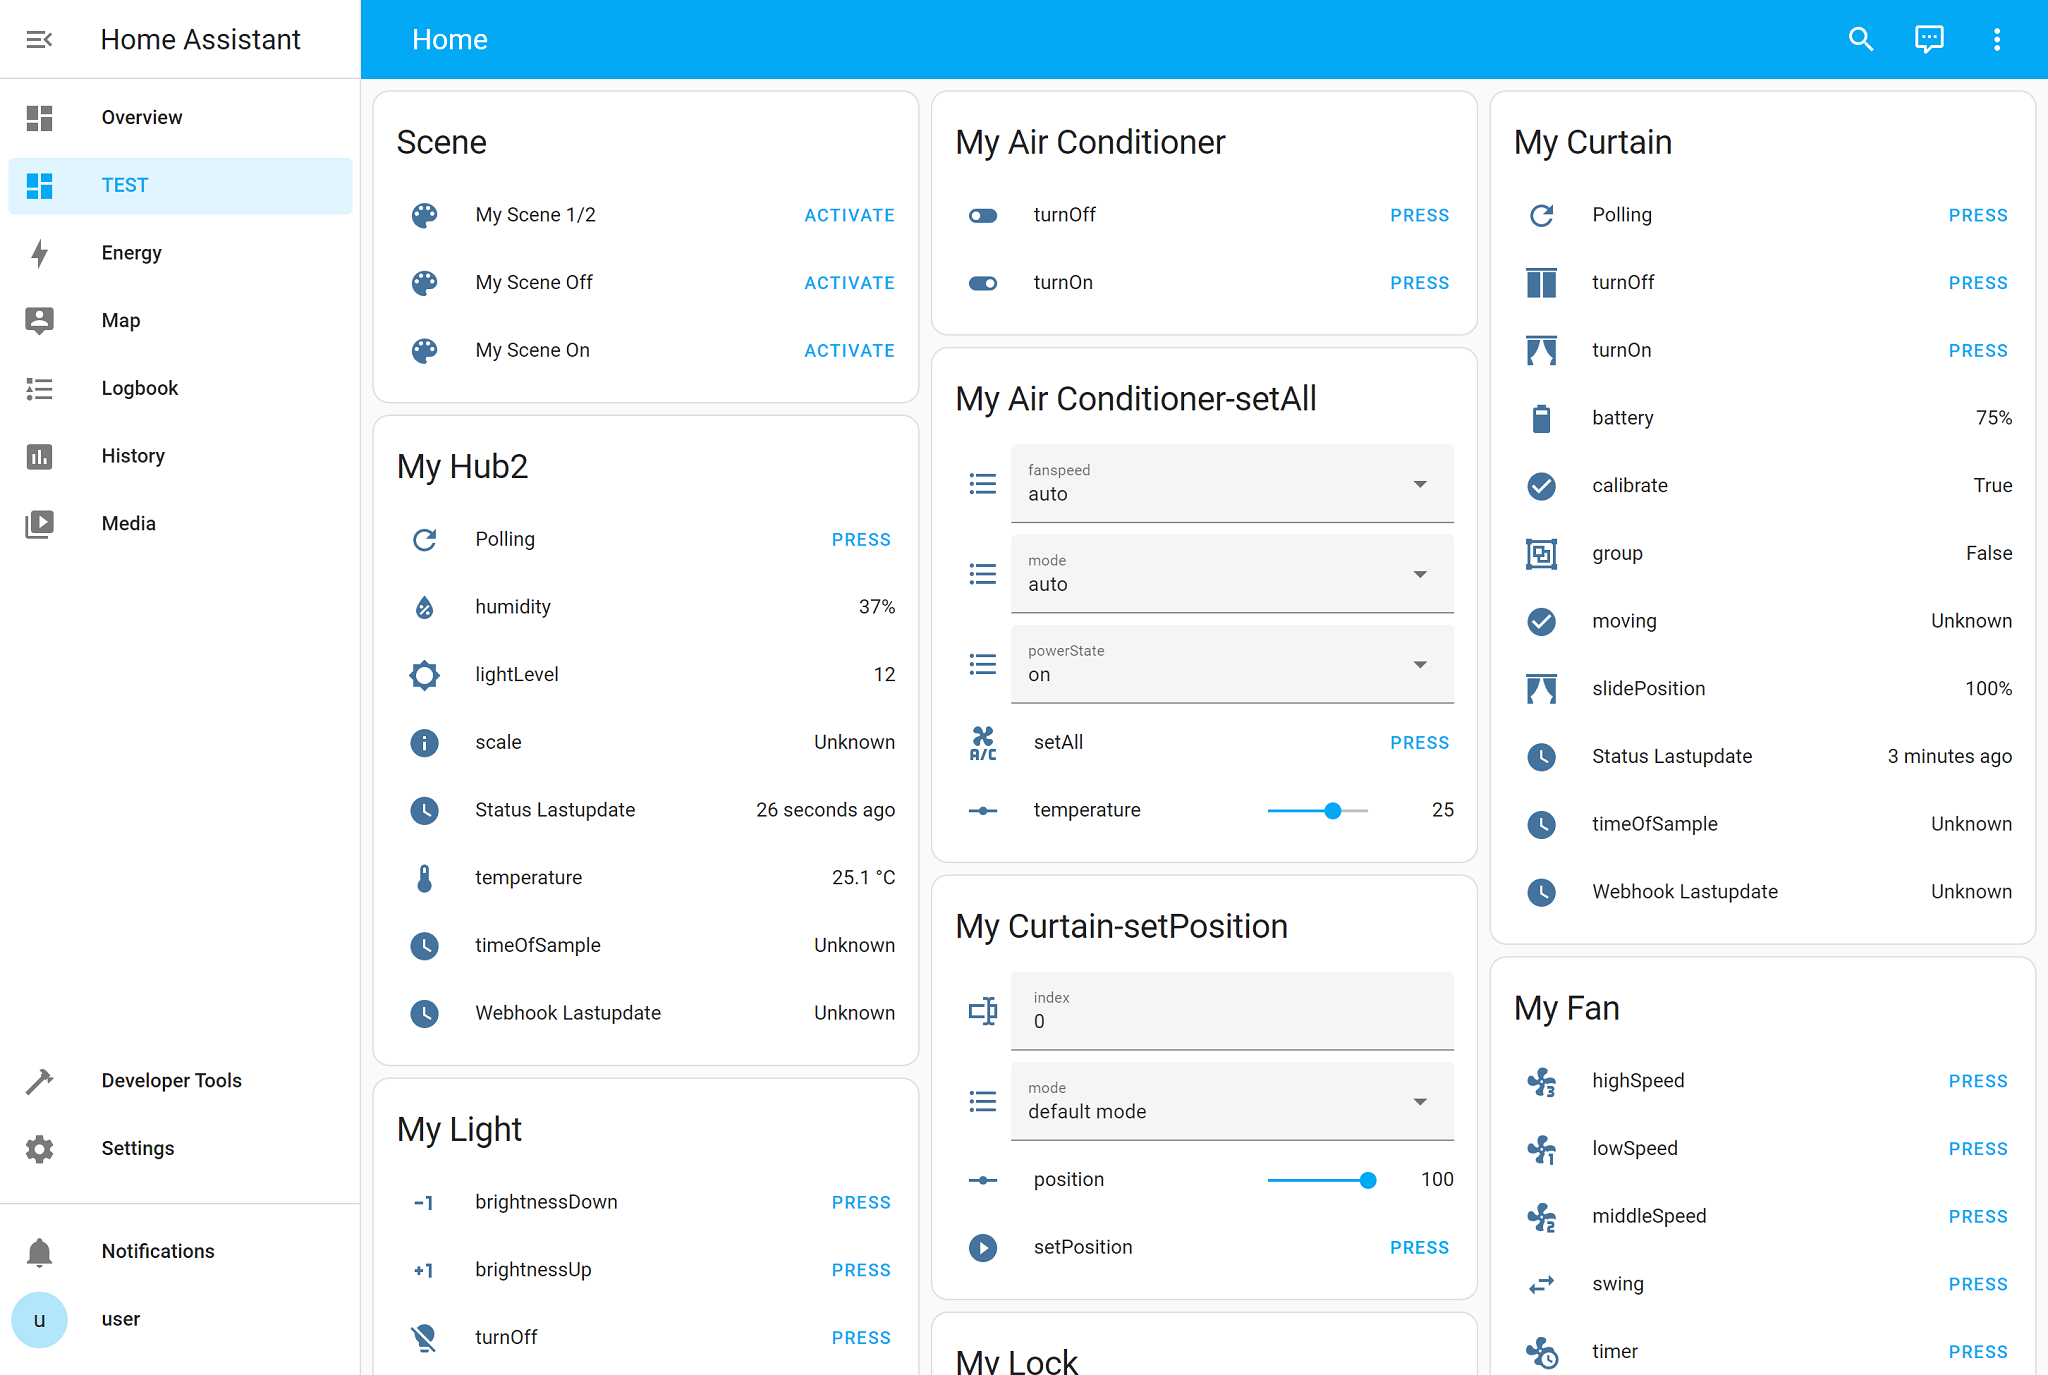 Home Assistant
Overview
TEST
Energy
Map
Logbook
History
Media
Developer Tools
Settings
Notifications
u
user
Home
Scene
My Scene 1/2 ACTIVATE
My Scene Off ACTIVATE
My Scene On ACTIVATE
My Hub2
Polling PRESS
humidity 37%
lightLevel 12
scale Unknown
Status Lastupdate 26 seconds ago
temperature 25.1 °C
timeOfSample Unknown
Webhook Lastupdate Unknown
My Light
-1 brightnessDown PRESS
+1 brightnessUp PRESS
turnOff PRESS
My Air Conditioner
turnOff PRESS
turnOn PRESS
My Air Conditioner-setAll
fanspeed
auto
mode
auto
powerState
on
A/C setAll PRESS
temperature 25
My Curtain-setPosition
index
0
mode
default mode
position 100
setPosition PRESS
My Lock
My Curtain
Polling PRESS
turnOff PRESS
turnOn PRESS
battery 75%
calibrate True
group False
moving Unknown
slidePosition 100%
Status Lastupdate 3 minutes ago
timeOfSample Unknown
Webhook Lastupdate Unknown
My Fan
3 highSpeed PRESS
1 lowSpeed PRESS
2 middleSpeed PRESS
swing PRESS
timer PRESS